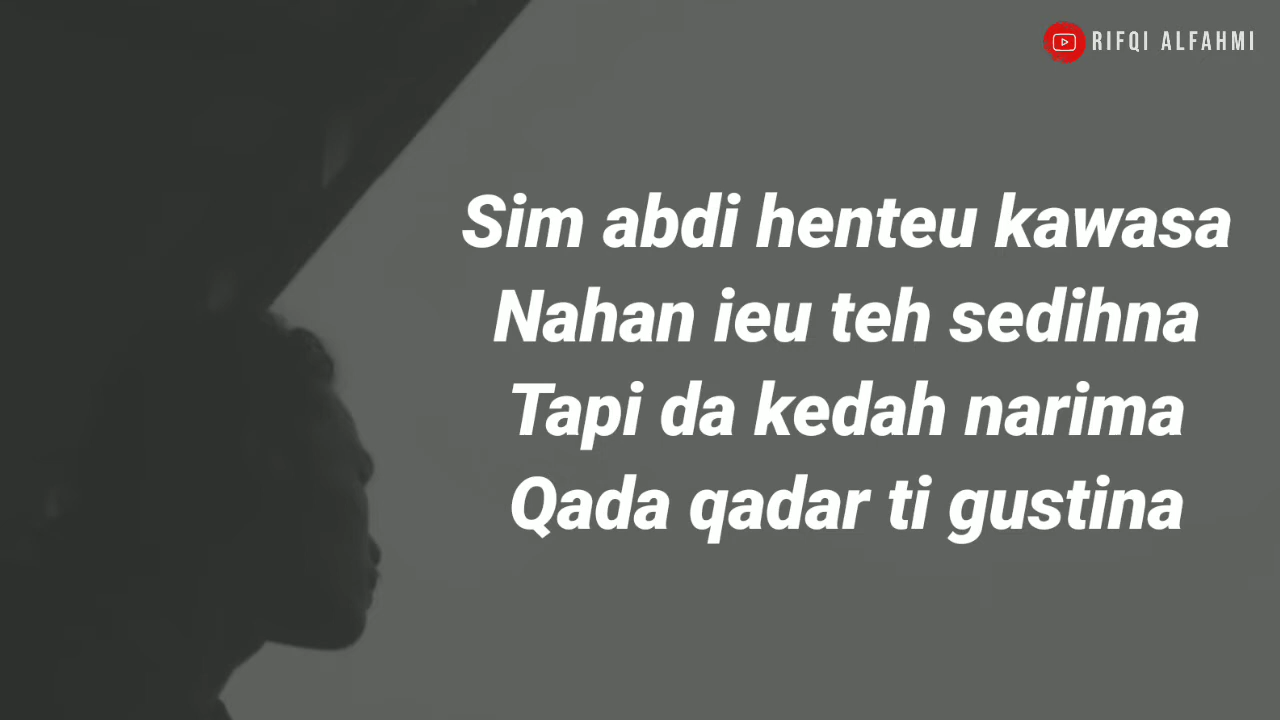 RIFQI ALFAHMI
Sim abdi henteu kawasa
Nahan ieu teh sedihna
Tapi da kedah narima
Qada qadar ti gustina